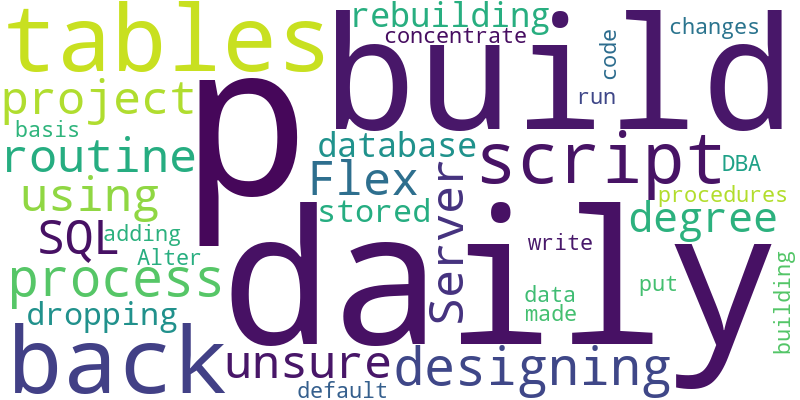 tables
p
build
daily
rebuilding
concentrate
code
changes
run
project
basis
routine
using
SQL
adding
Alter
process
dropping
back
unsure
default
database
Flex
stored
Server
designing
script
DBA
procedures
degree
write
data
made
put
building